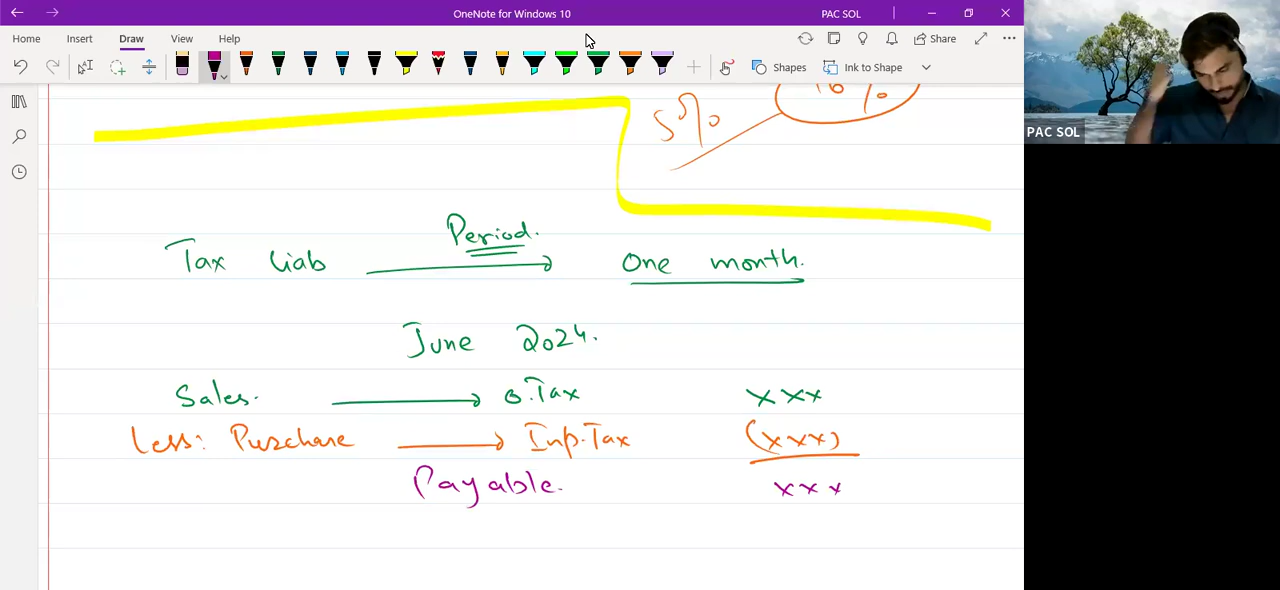 OneNote for Windows 10
PAC SOL
Home Insert Draw View Help
Share
Shapes
Ink to Shape
PAC SOL
5%
Period.
Tax Liab
One month.
June 2024.
Sales. O.Tax xxx
Less: Purchase Inp.Tax (xxx)
Payable. xxx